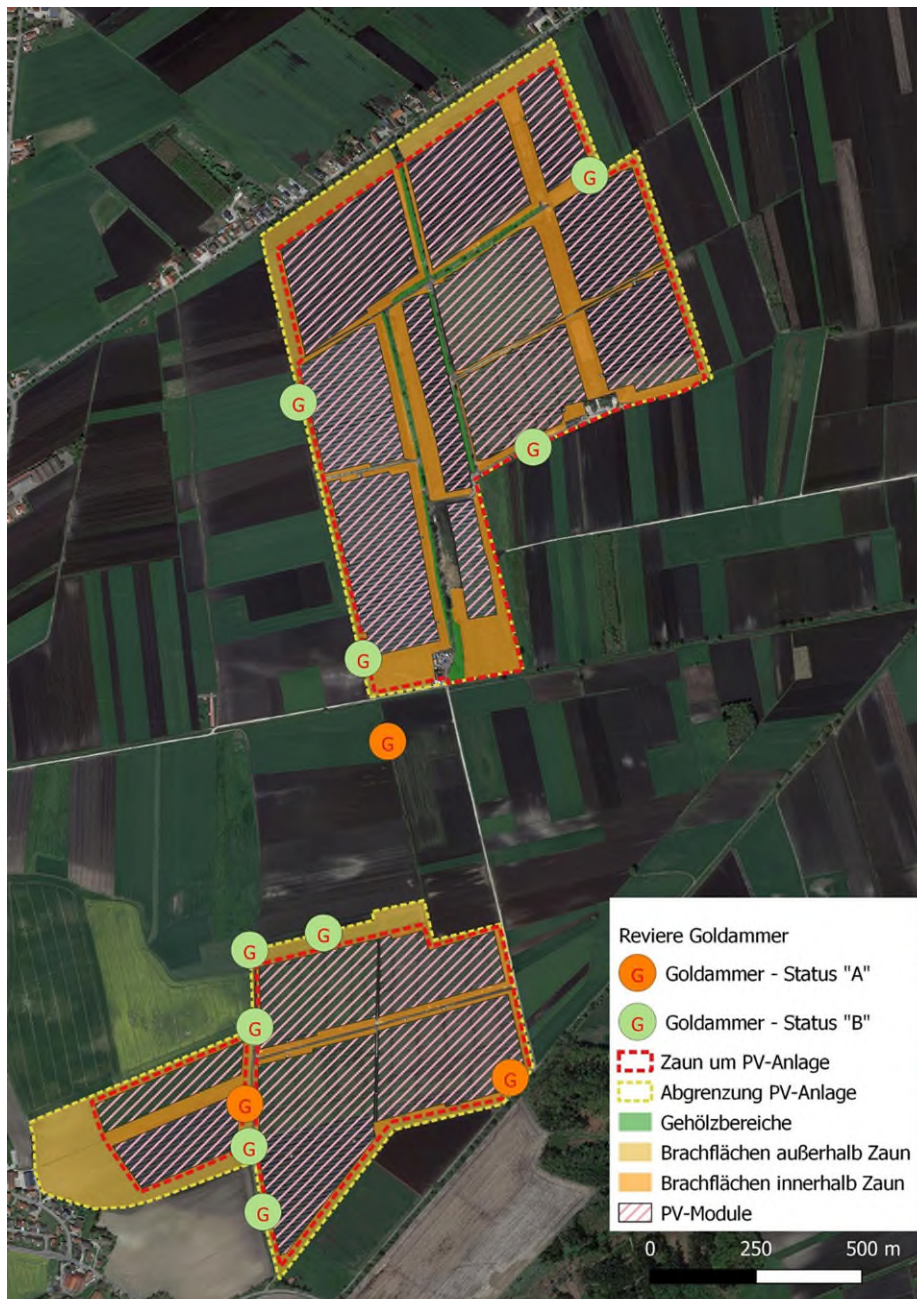 G
G
G
G
G
G
G
G
G
G
G
G
Reviere Goldammer
G Goldammer - Status "A"
G Goldammer - Status "B"
Zaun um PV-Anlage
Abgrenzung PV-Anlage
Gehölzbereiche
Brachflächen außerhalb Zaun
Brachflächen innerhalb Zaun
PV-Module
0 250 500 m